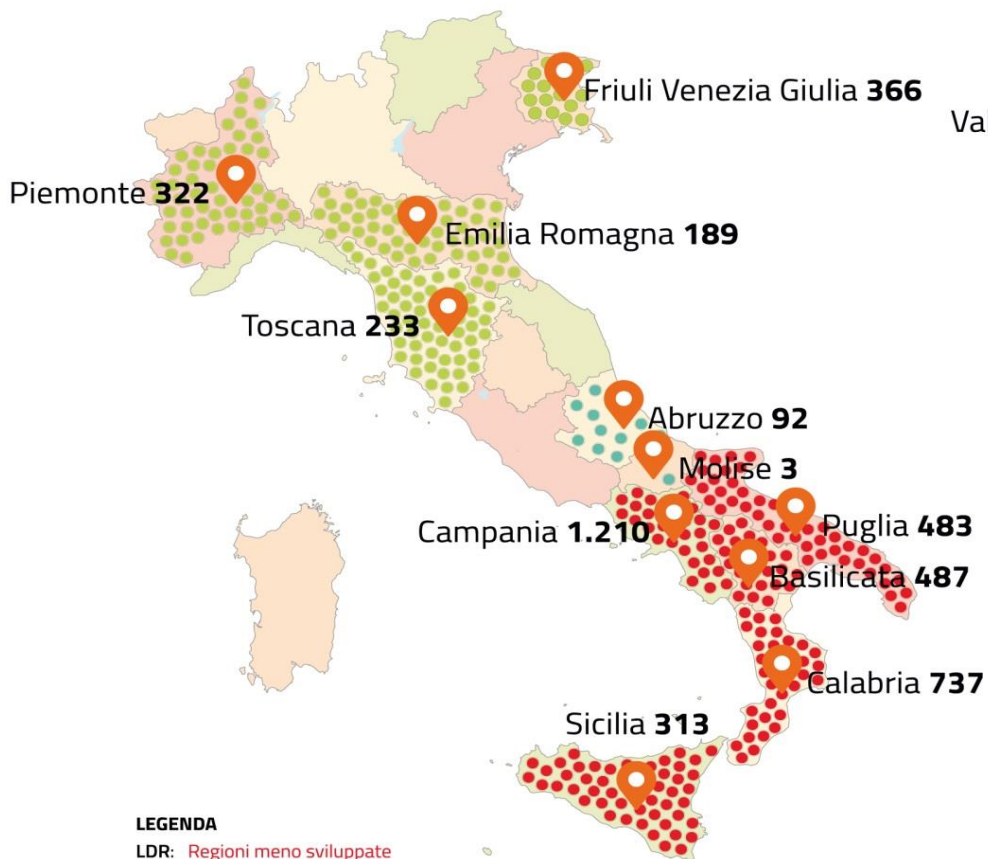 Friuli Venezia Giulia 366
Val
Piemonte 322
Emilia Romagna 189
Toscana 233
Abruzzo 92
Molise 3
Campania 1.210
Puglia 483
Basilicata 487
Calabria 737
Sicilia 313
LEGENDA
LDR: Regioni meno sviluppate